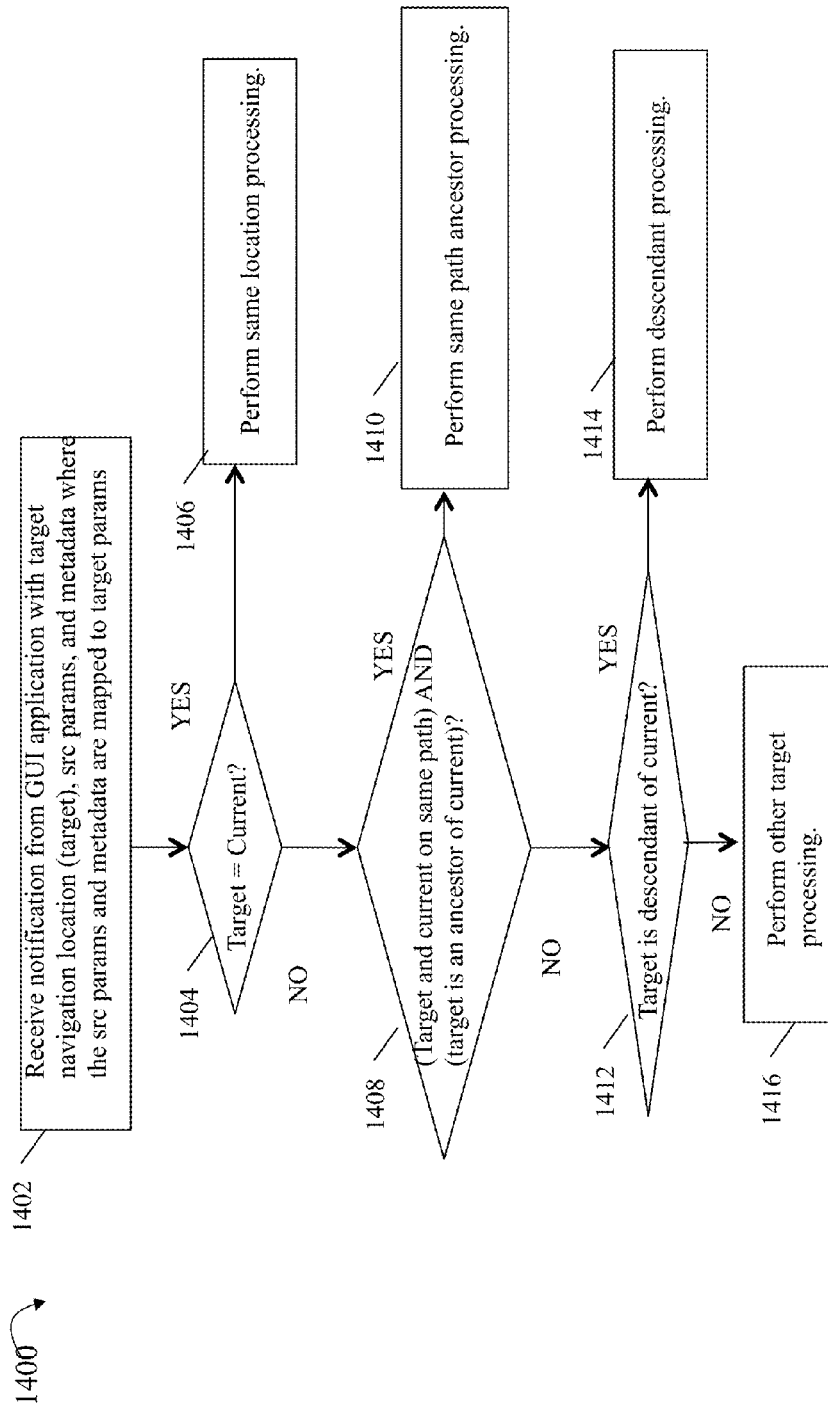 1400
1402
Receive notification from GUI application with target
navigation location (target), src params, and metadata where
the src params and metadata are mapped to target params
1404
Target = Current?
YES
1406
Perform same location processing.
NO
1408
(Target and current on same path) AND
(target is an ancestor of current)?
YES
1410
Perform same path ancestor processing.
NO
1412
Target is descendant of current?
YES
1414
Perform descendant processing.
NO
1416
Perform other target
processing.